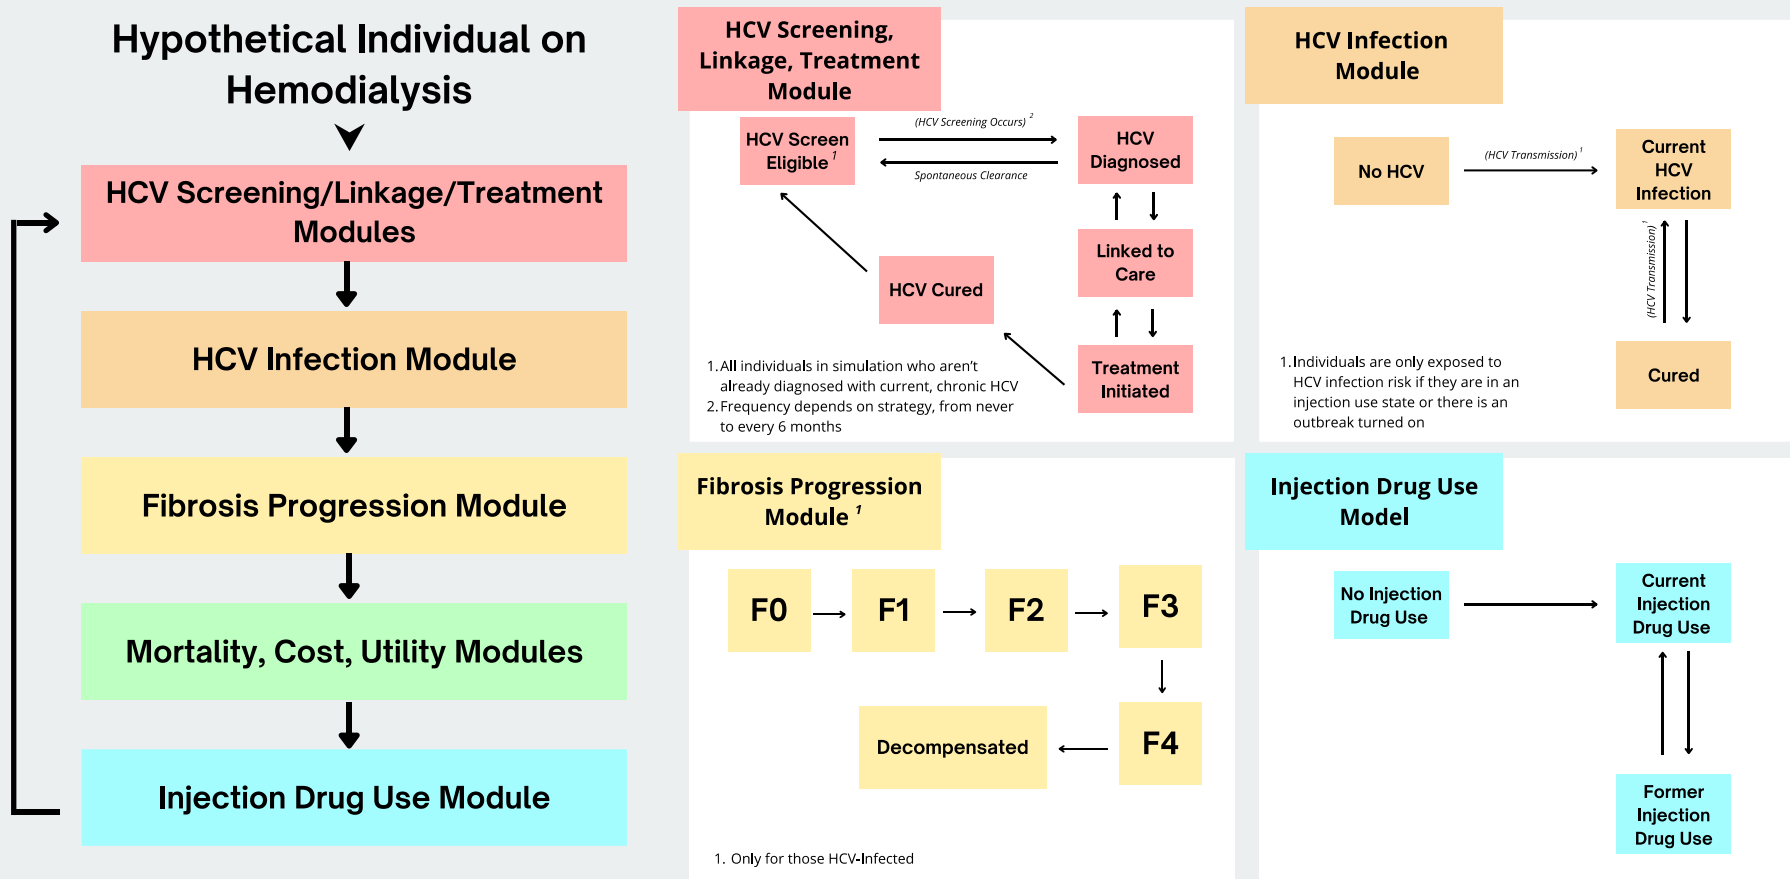 Hypothetical Individual on
Hemodialysis
HCV Screening/Linkage/Treatment
Modules
HCV Infection Module
Fibrosis Progression Module
Mortality, Cost, Utility Modules
Injection Drug Use Module
HCV Screening,
Linkage, Treatment
Module
HCV Screen
Eligible 1
(HCV Screening Occurs) 2
Spontaneous Clearance
HCV
Diagnosed
Linked to
Care
HCV Cured
Treatment
Initiated
1. All individuals in simulation who aren't
already diagnosed with current, chronic HCV
2. Frequency depends on strategy, from never
to every 6 months
HCV Infection
Module
No HCV
(HCV Transmission) 1
Current
HCV
Infection
(HCV Transmission) 1
Cured
1. Individuals are only exposed to
HCV infection risk if they are in an
injection use state or there is an
outbreak turned on
Fibrosis Progression
Module 1
F0
F1
F2
F3
F4
Decompensated
1. Only for those HCV-Infected
Injection Drug Use
Model
No Injection
Drug Use
Current
Injection
Drug Use
Former
Injection
Drug Use